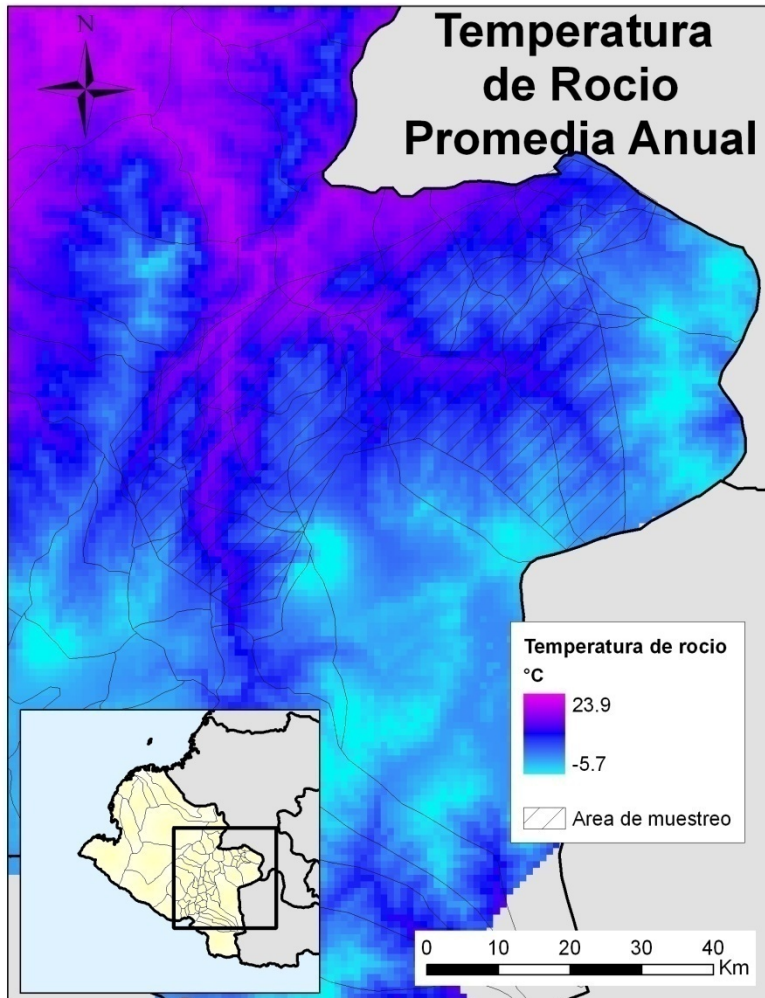 Temperatura
de Rocio
Promedia Anual
N
Temperatura de rocio
°C
23.9
-5.7
Area de muestreo
0 10 20 30 40
Km